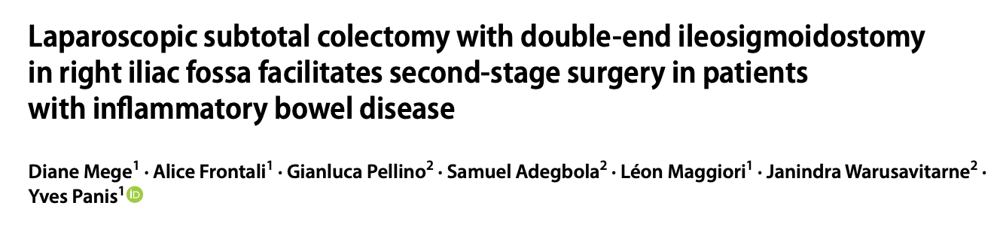 Laparoscopic subtotal colectomy with double-end ileosigmoidostomy
in right iliac fossa facilitates second-stage surgery in patients
with inflammatory bowel disease
Diane Mege1 · Alice Frontali1 · Gianluca Pellino2 · Samuel Adegbola2 · Léon Maggiori1 · Janindra Warusavitarne2 ·
Yves Panis1 iD